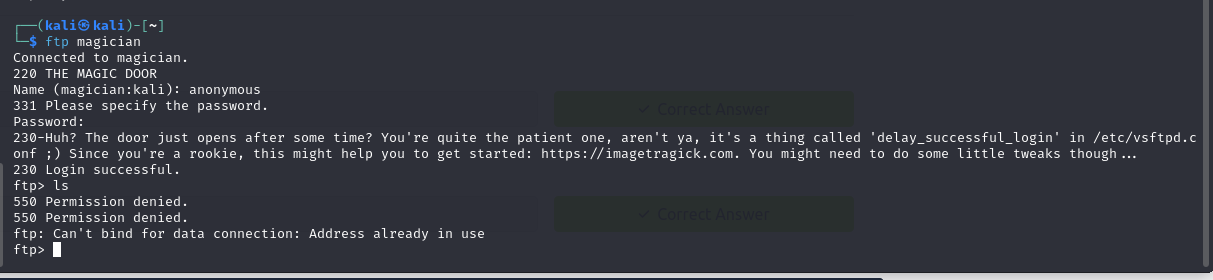 ┌──(kali㉿kali)-[~]
└─$ ftp magician
Connected to magician.
220 THE MAGIC DOOR
Name (magician:kali): anonymous
331 Please specify the password.
Password:
230-Huh? The door just opens after some time? You're quite the patient one, aren't ya, it's a thing called 'delay_successful_login' in /etc/vsftpd.c
onf ;) Since you're a rookie, this might help you to get started: https://imagetragick.com. You might need to do some little tweaks though...
230 Login successful.
ftp> ls
550 Permission denied.
550 Permission denied.
ftp: Can't bind for data connection: Address already in use
ftp>
✓ Correct Answer
✓ Correct Answer